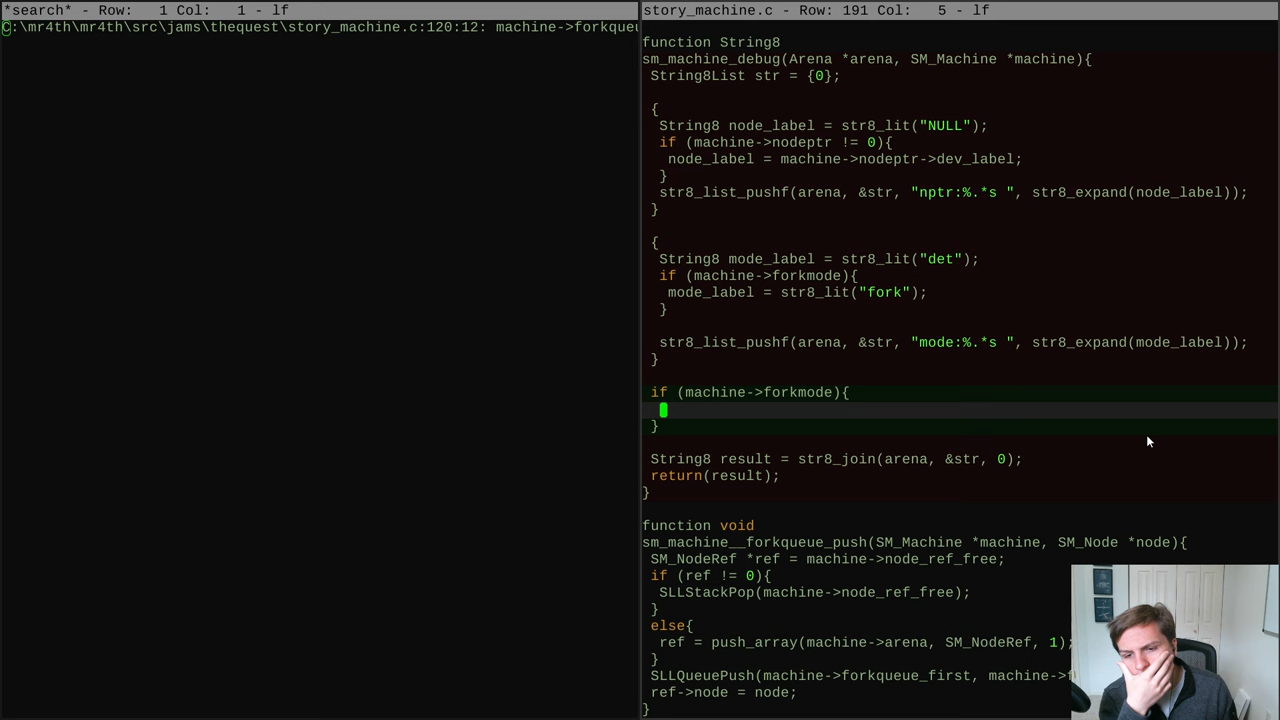 *search* - Row:   1 Col:   1 - lf
C:\mr4th\mr4th\src\jams\thequest\story_machine.c:120:12: machine->forkqueu
story_machine.c - Row: 191 Col:   5 - lf
function String8
sm_machine_debug(Arena *arena, SM_Machine *machine){
 String8List str = {0};
 {
  String8 node_label = str8_lit("NULL");
  if (machine->nodeptr != 0){
   node_label = machine->nodeptr->dev_label;
  }
  str8_list_pushf(arena, &str, "nptr:%.*s ", str8_expand(node_label));
 }
 {
  String8 mode_label = str8_lit("det");
  if (machine->forkmode){
   mode_label = str8_lit("fork");
  }
  str8_list_pushf(arena, &str, "mode:%.*s ", str8_expand(mode_label));
 }
 if (machine->forkmode){
 }
 String8 result = str8_join(arena, &str, 0);
 return(result);
}
function void
sm_machine__forkqueue_push(SM_Machine *machine, SM_Node *node){
 SM_NodeRef *ref = machine->node_ref_free;
 if (ref != 0){
  SLLStackPop(machine->node_ref_free);
 }
 else{
  ref = push_array(machine->arena, SM_NodeRef, 1);
 }
 SLLQueuePush(machine->forkqueue_first, machine->f
 ref->node = node;
}